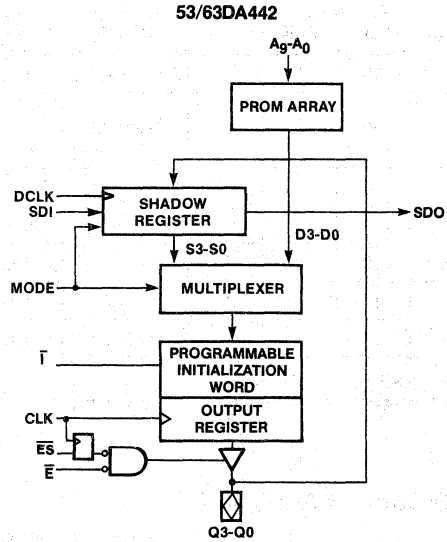 53/63DA442
A9-A0
PROM ARRAY
DCLK
SDI
SHADOW
REGISTER
SDO
S3-S0
D3-D0
MODE
MULTIPLEXER
I̅
PROGRAMMABLE
INITIALIZATION
WORD
CLK
OUTPUT
REGISTER
E̅S̅
E̅
Q3-Q0